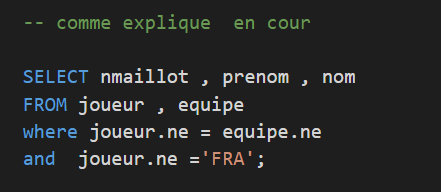 -- comme explique  en cour
SELECT nmaillot , prenom , nom
FROM joueur , equipe
where joueur.ne = equipe.ne
and  joueur.ne ='FRA';